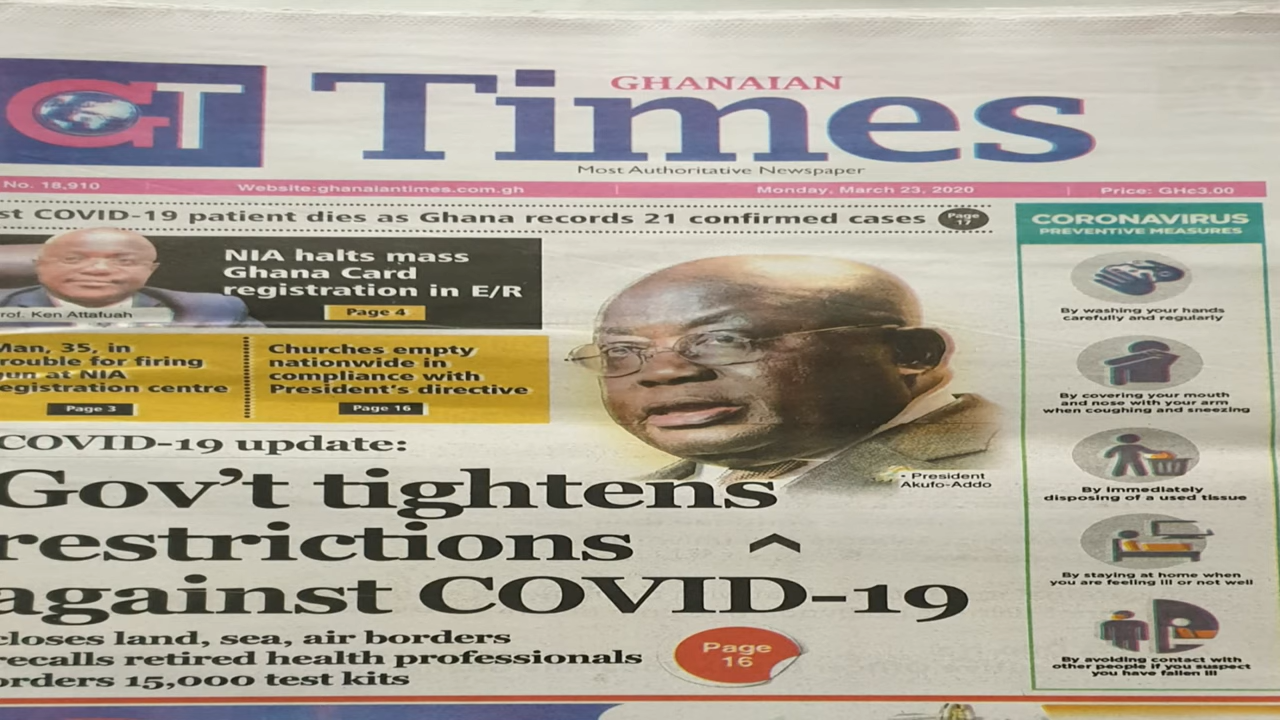 GT
GHANAIAN
Times
Most Authoritative Newspaper
No. 18,910 Website:ghanaiantimes.com.gh Monday, March 23, 2020 Price: GH¢3.00
st COVID-19 patient dies as Ghana records 21 confirmed cases Page 17
NIA halts mass
Ghana Card
registration in E/R
Page 4
rof. Ken Attafuah
Man, 35, in
rouble for firing
gun at NIA
egistration centre
Page 3
Churches empty
nationwide in
compliance with
President's directive
Page 16
• President
Akufo-Addo
COVID-19 update:
Gov't tightens
restrictions
against COVID-19
closes land, sea, air borders
recalls retired health professionals
orders 15,000 test kits
Page
16
CORONAVIRUS
PREVENTIVE MEASURES
By washing your hands
carefully and regularly
By covering your mouth
and nose with your arm
when coughing and sneezing
By immediately
disposing of a used tissue
By staying at home when
you are feeling ill or not well
By avoiding contact with
other people if you suspect
you have fallen ill